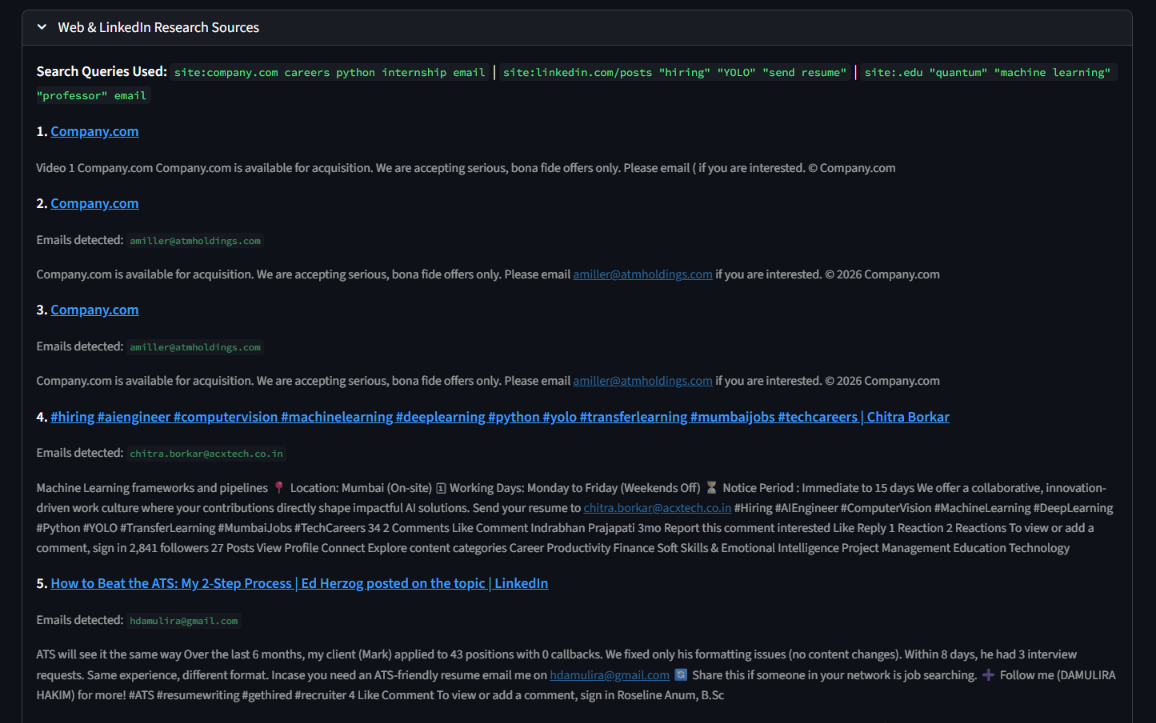 Web & LinkedIn Research Sources
Search Queries Used: site:company.com careers python internship email | site:linkedin.com/posts "hiring" "YOLO" "send resume" | site:.edu "quantum" "machine learning"
"professor" email
1. Company.com
Video 1 Company.com Company.com is available for acquisition. We are accepting serious, bona fide offers only. Please email ( if you are interested. © Company.com
2. Company.com
Emails detected: amiller@atmholdings.com
Company.com is available for acquisition. We are accepting serious, bona fide offers only. Please email amiller@atmholdings.com if you are interested. © 2026 Company.com
3. Company.com
Emails detected: amiller@atmholdings.com
Company.com is available for acquisition. We are accepting serious, bona fide offers only. Please email amiller@atmholdings.com if you are interested. © 2026 Company.com
4. #hiring #aiengineer #computervision #machinelearning #deeplearning #python #yolo #transferlearning #mumbaijobs #techcareers | Chitra Borkar
Emails detected: chitra.borkar@acxtech.co.in
Machine Learning frameworks and pipelines 📍 Location: Mumbai (On-site) 🗓 Working Days: Monday to Friday (Weekends Off) ⏳ Notice Period : Immediate to 15 days We offer a collaborative, innovation-
driven work culture where your contributions directly shape impactful AI solutions. Send your resume to chitra.borkar@acxtech.co.in #Hiring #AIEngineer #ComputerVision #MachineLearning #DeepLearning
#Python #YOLO #TransferLearning #MumbaiJobs #TechCareers 34 2 Comments Like Comment Indrabhan Prajapati 3mo Report this comment interested Like Reply 1 Reaction 2 Reactions To view or add a
comment, sign in 2,841 followers 27 Posts View Profile Connect Explore content categories Career Productivity Finance Soft Skills & Emotional Intelligence Project Management Education Technology
5. How to Beat the ATS: My 2-Step Process | Ed Herzog posted on the topic | LinkedIn
Emails detected: hdamulira@gmail.com
ATS will see it the same way Over the last 6 months, my client (Mark) applied to 43 positions with 0 callbacks. We fixed only his formatting issues (no content changes). Within 8 days, he had 3 interview
requests. Same experience, different format. Incase you need an ATS-friendly resume email me on hdamulira@gmail.com 🔄 Share this if someone in your network is job searching. ➕ Follow me (DAMULIRA
HAKIM) for more! #ATS #resumewriting #gethired #recruiter 4 Like Comment To view or add a comment, sign in Roseline Anum, B.Sc